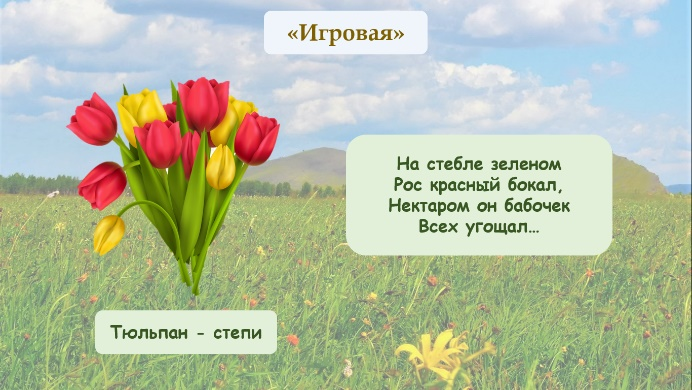 «Игровая»
На стебле зеленом
Рос красный бокал,
Нектаром он бабочек
Всех угощал...
Тюльпан - степи